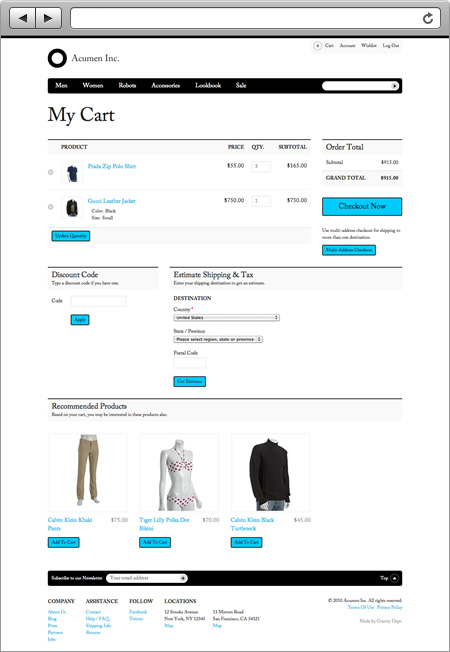 4 Cart Account Wishlist Log Out
Acumen Inc.
Men Women Robots Accessories Lookbook Sale
My Cart
PRODUCT PRICE QTY. SUBTOTAL
Prada Zip Polo Shirt $55.00 3 $165.00
Gucci Leather Jacket $750.00 1 $750.00
Color: Black
Size: Small
Update Quantity
Order Total
Subtotal $915.00
GRAND TOTAL $915.00
Checkout Now
Use multi-address checkout for shipping to
more than one destination.
Multi-Address Checkout
Discount Code
Type a discount code if you have one.
Code
Apply
Estimate Shipping & Tax
Enter your shipping destination to get an estimate.
DESTINATION
Country *
United States
State / Province
Please select region, state or province
Postal Code
Get Estimate
Recommended Products
Based on your cart, you may be interested in these products also.
Calvin Klein Khaki $75.00
Pants
Add To Cart
Tiger Lilly Polka Dot $70.00
Bikini
Add To Cart
Calvin Klein Black $45.00
Turtleneck
Add To Cart
Subscribe to our Newsletter Your email address Top
COMPANY
About Us
Blog
Press
Partners
Jobs
ASSISTANCE
Contact
Help / FAQ
Shipping Info
Returns
FOLLOW
Facebook
Twitter
LOCATIONS
12 Smokes Avenue
New York, NY 12345
Map
13 Mitton Road
San Francisco, CA 54321
Map
© 2010 Acumen Inc. All rights reserved.
Terms Of Use Privacy Policy
Made by Gravity Dept.